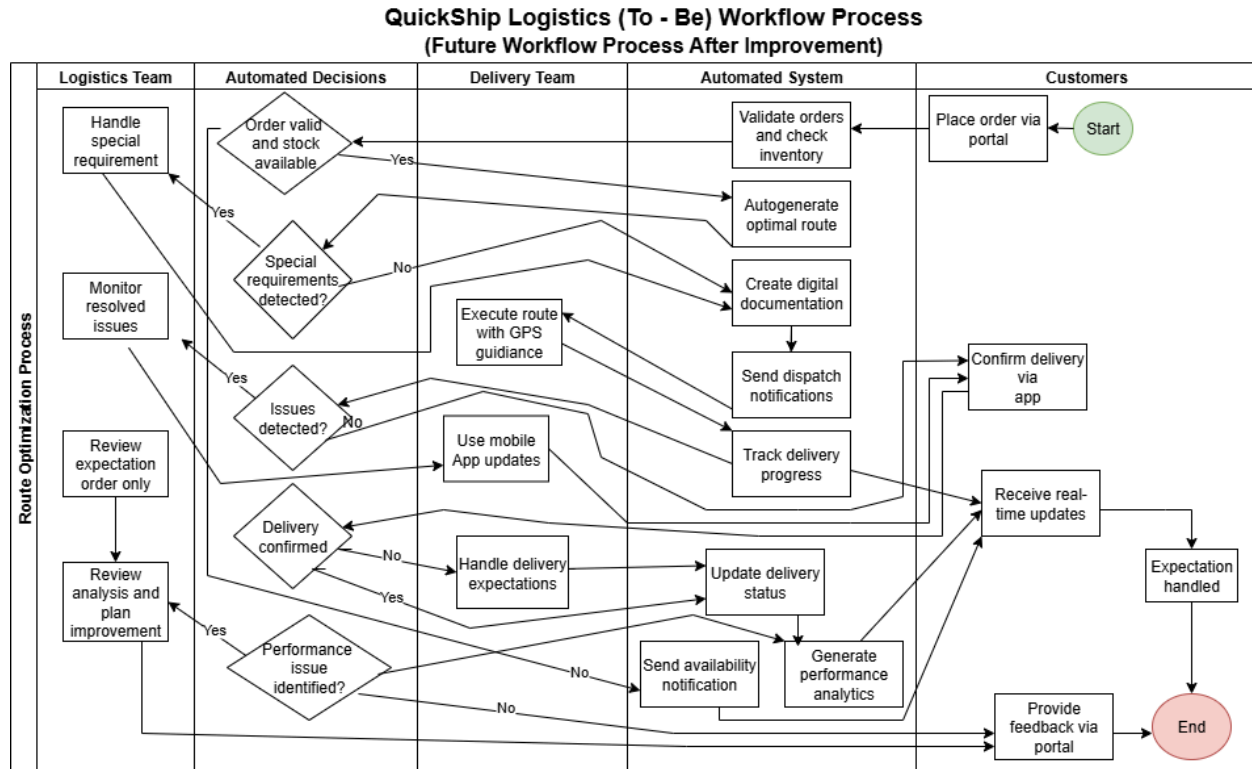 QuickShip Logistics (To - Be) Workflow Process
(Future Workflow Process After Improvement)
Route Optimization Process
Logistics Team
Automated Decisions
Delivery Team
Automated System
Customers
Handle
special
requirement
Order valid
and stock
available
Validate orders
and check
inventory
Place order via
portal
Start
Yes
Autogenerate
optimal route
Yes
Special
requirements
detected?
No
Create digital
documentation
Monitor
resolved
issues
Execute route
with GPS
guidiance
Send dispatch
notifications
Confirm delivery
via
app
Yes
Issues
detected?
No
Use mobile
App updates
Track delivery
progress
Review
expectation
order only
Receive real-
time updates
Delivery
confirmed
No
Handle delivery
expectations
Update delivery
status
Expectation
handled
Yes
Review
analysis and
plan
improvement
Yes
Performance
issue
identified?
No
Send availability
notification
Generate
performance
analytics
No
Provide
feedback via
portal
End